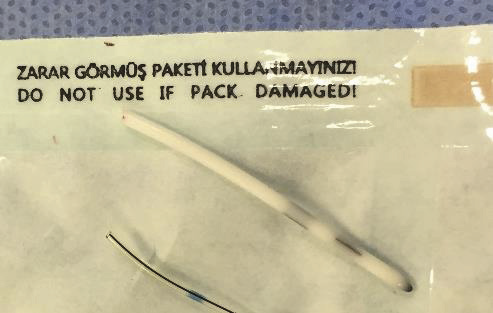 ZARAR GÖRMÜŞ PAKETİ KULLANMAYINIZ!
DO NOT USE IF PACK DAMAGED!